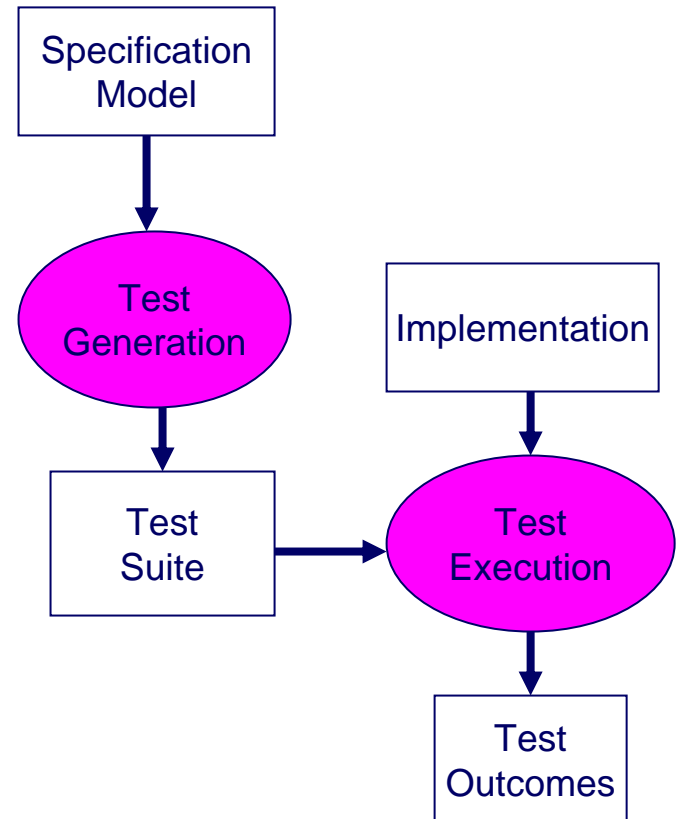 Specification
Model
Test
Generation
Implementation
Test
Suite
Test
Execution
Test
Outcomes